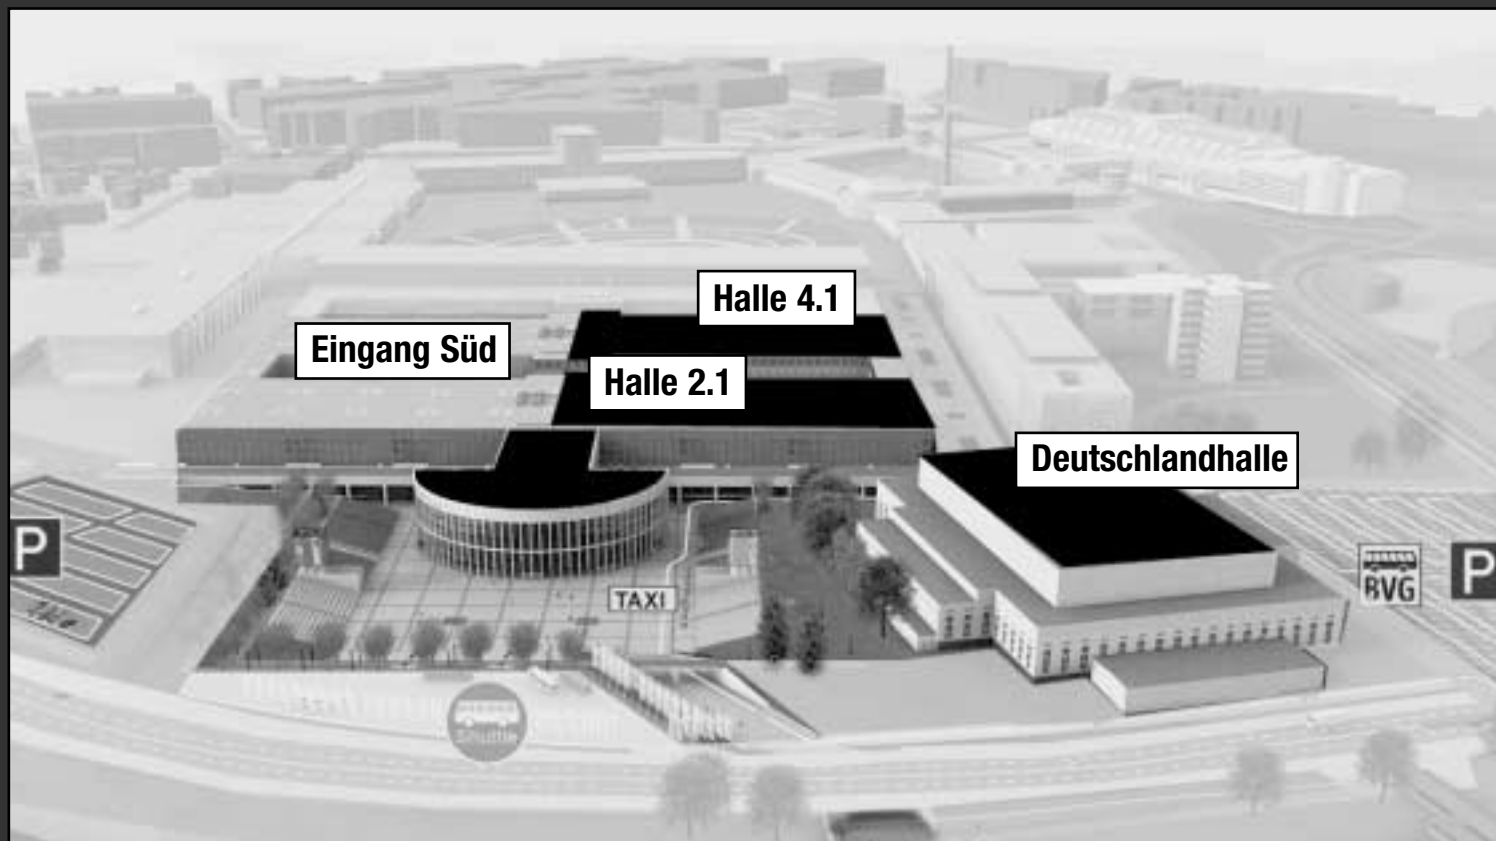 Halle 4.1
Eingang Süd
Halle 2.1
Deutschlandhalle
P
BVG
P
TAXI
Shuttle